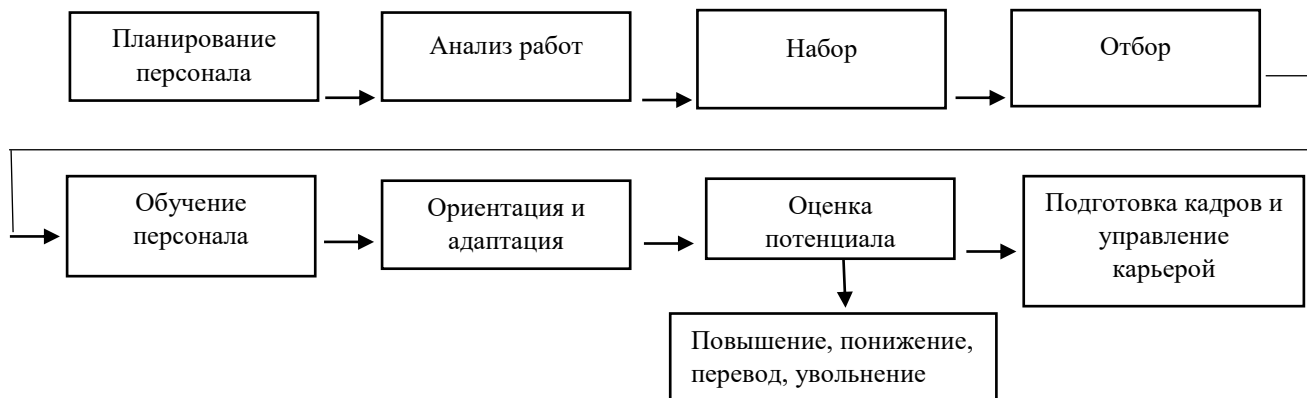 Планирование
персонала
Анализ работ
Набор
Отбор
Обучение
персонала
Ориентация и
адаптация
Оценка
потенциала
Подготовка кадров и
управление
карьерой
Повышение, понижение,
перевод, увольнение